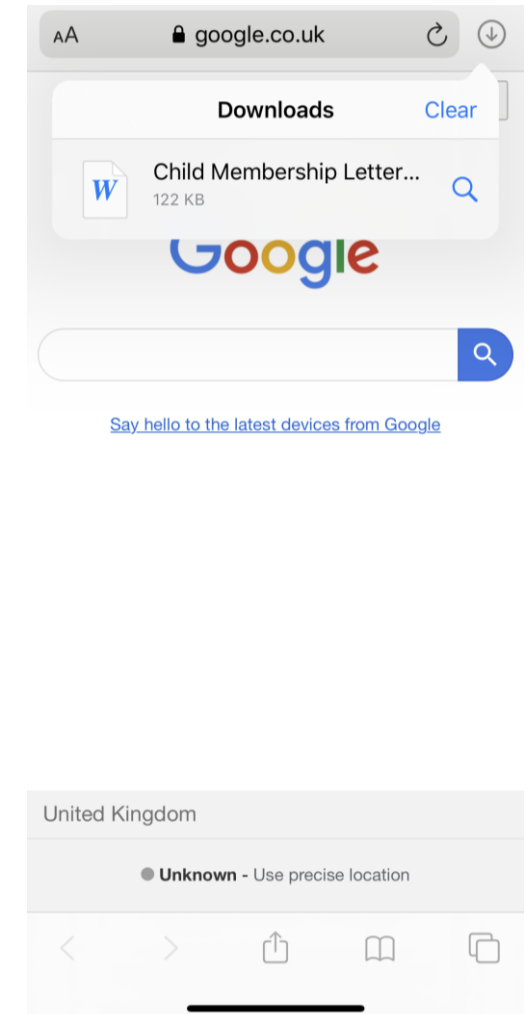 AA google.co.uk
Downloads Clear
W Child Membership Letter...
122 KB
Google
Say hello to the latest devices from Google
United Kingdom
Unknown - Use precise location